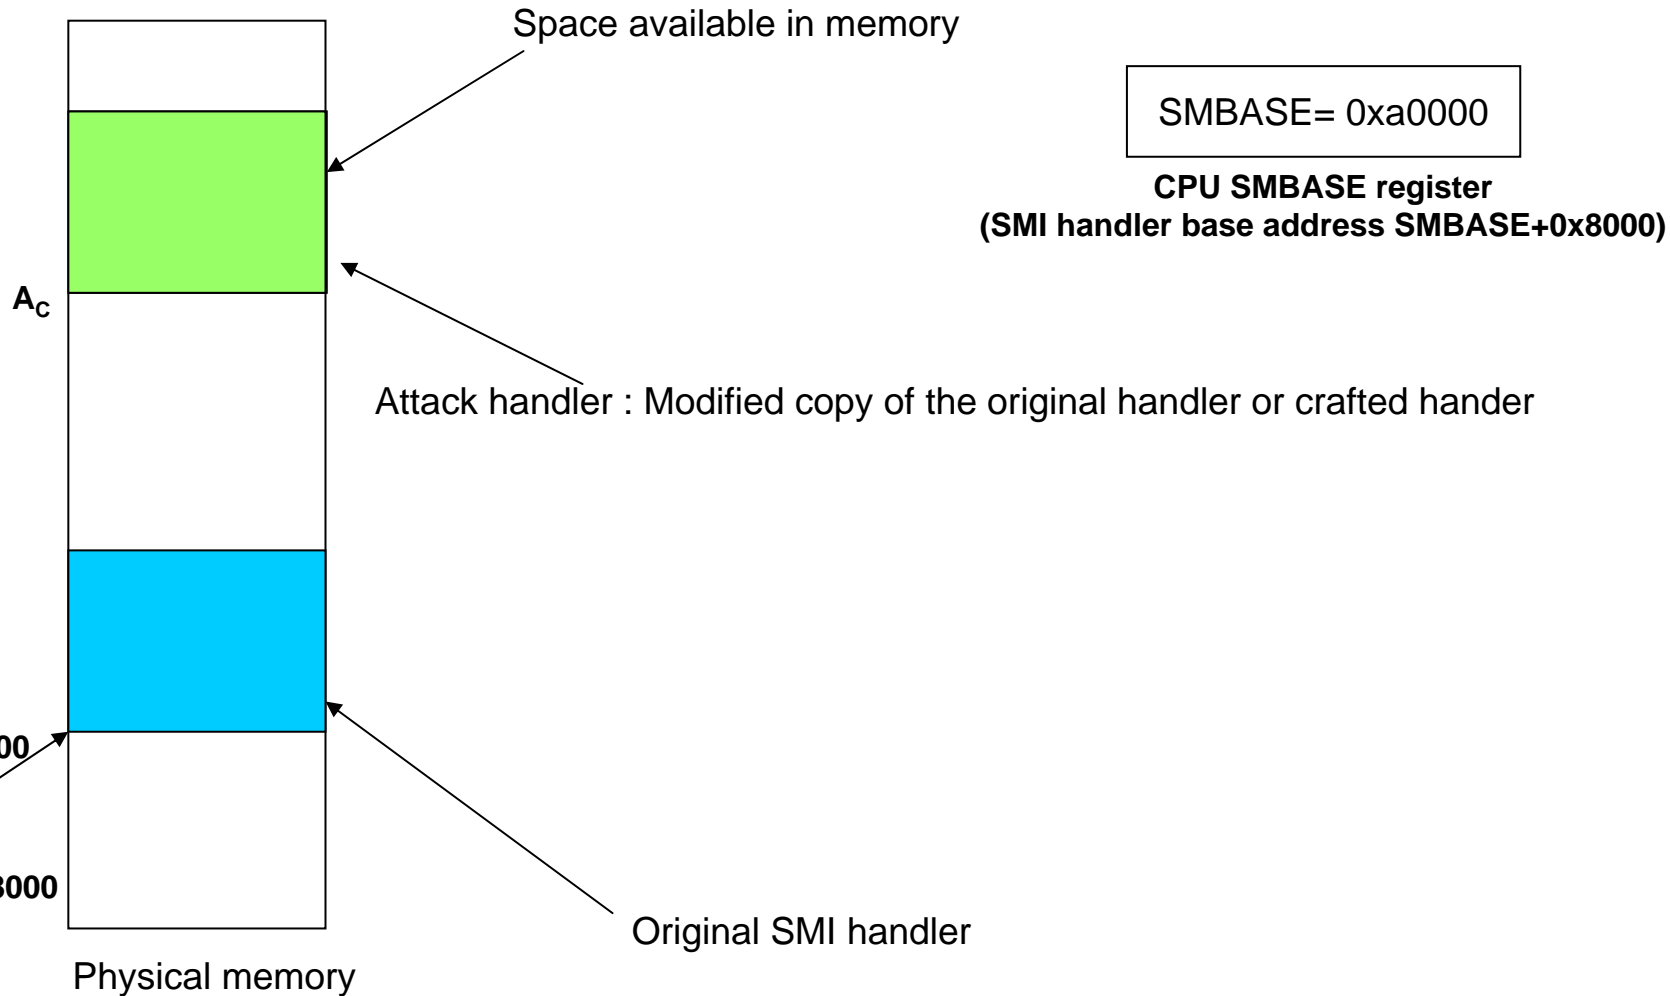 Space available in memory
SMBASE= 0xa0000
CPU SMBASE register
(SMI handler base address SMBASE+0x8000)
A_C
Attack handler : Modified copy of the original handler or crafted hander
Original SMI handler
Physical memory